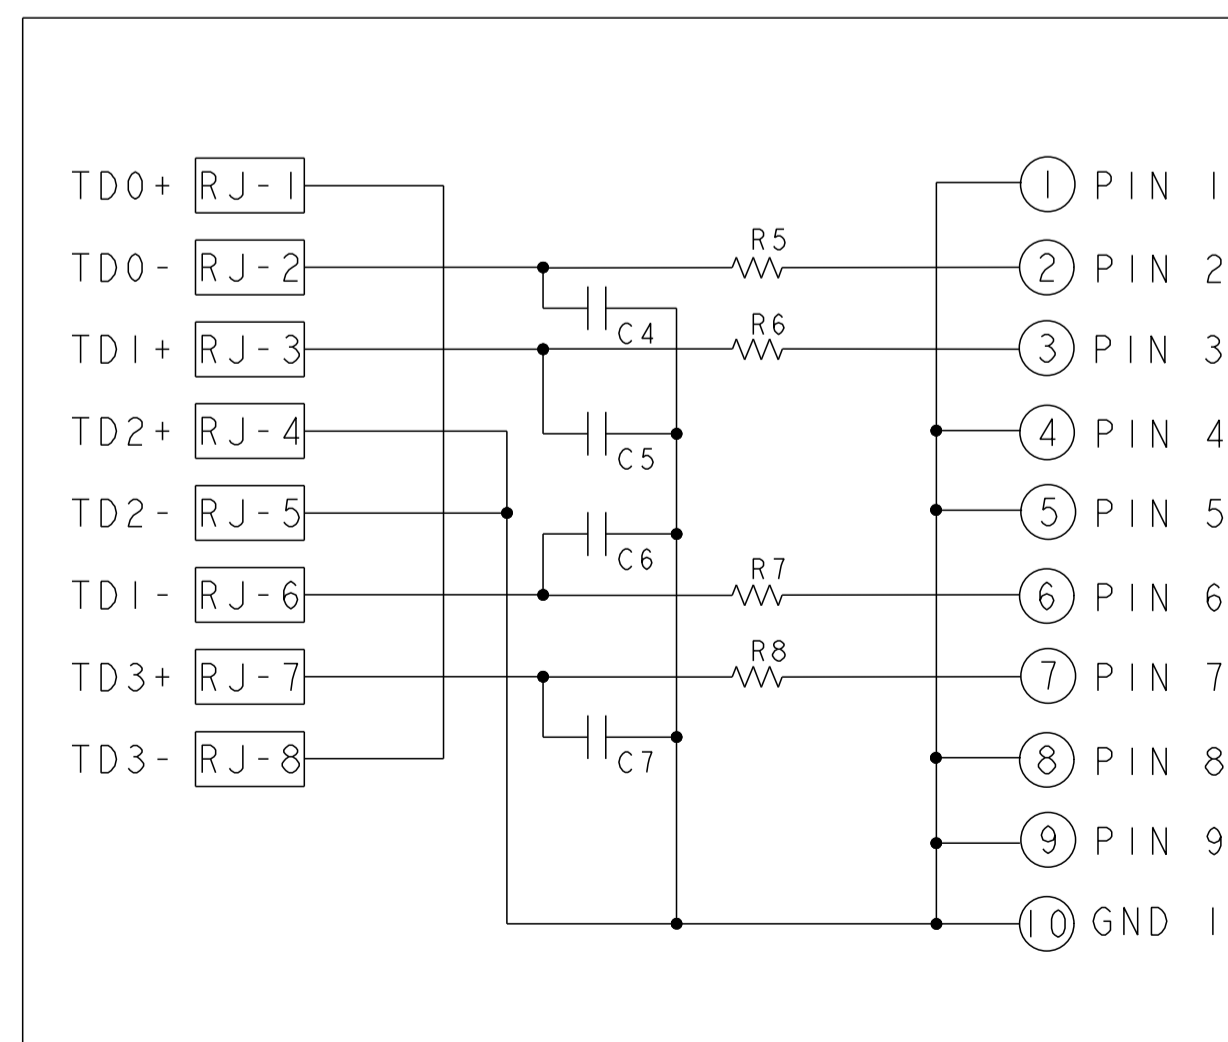 TD0+ RJ-1 1 PIN 1
R5
TD0- RJ-2 2 PIN 2
C4
R6
TD1+ RJ-3 3 PIN 3
TD2+ RJ-4 4 PIN 4
C5
TD2- RJ-5 5 PIN 5
C6
R7
TD1- RJ-6 6 PIN 6
R8
TD3+ RJ-7 7 PIN 7
C7
TD3- RJ-8 8 PIN 8
9 PIN 9
10 GND 1